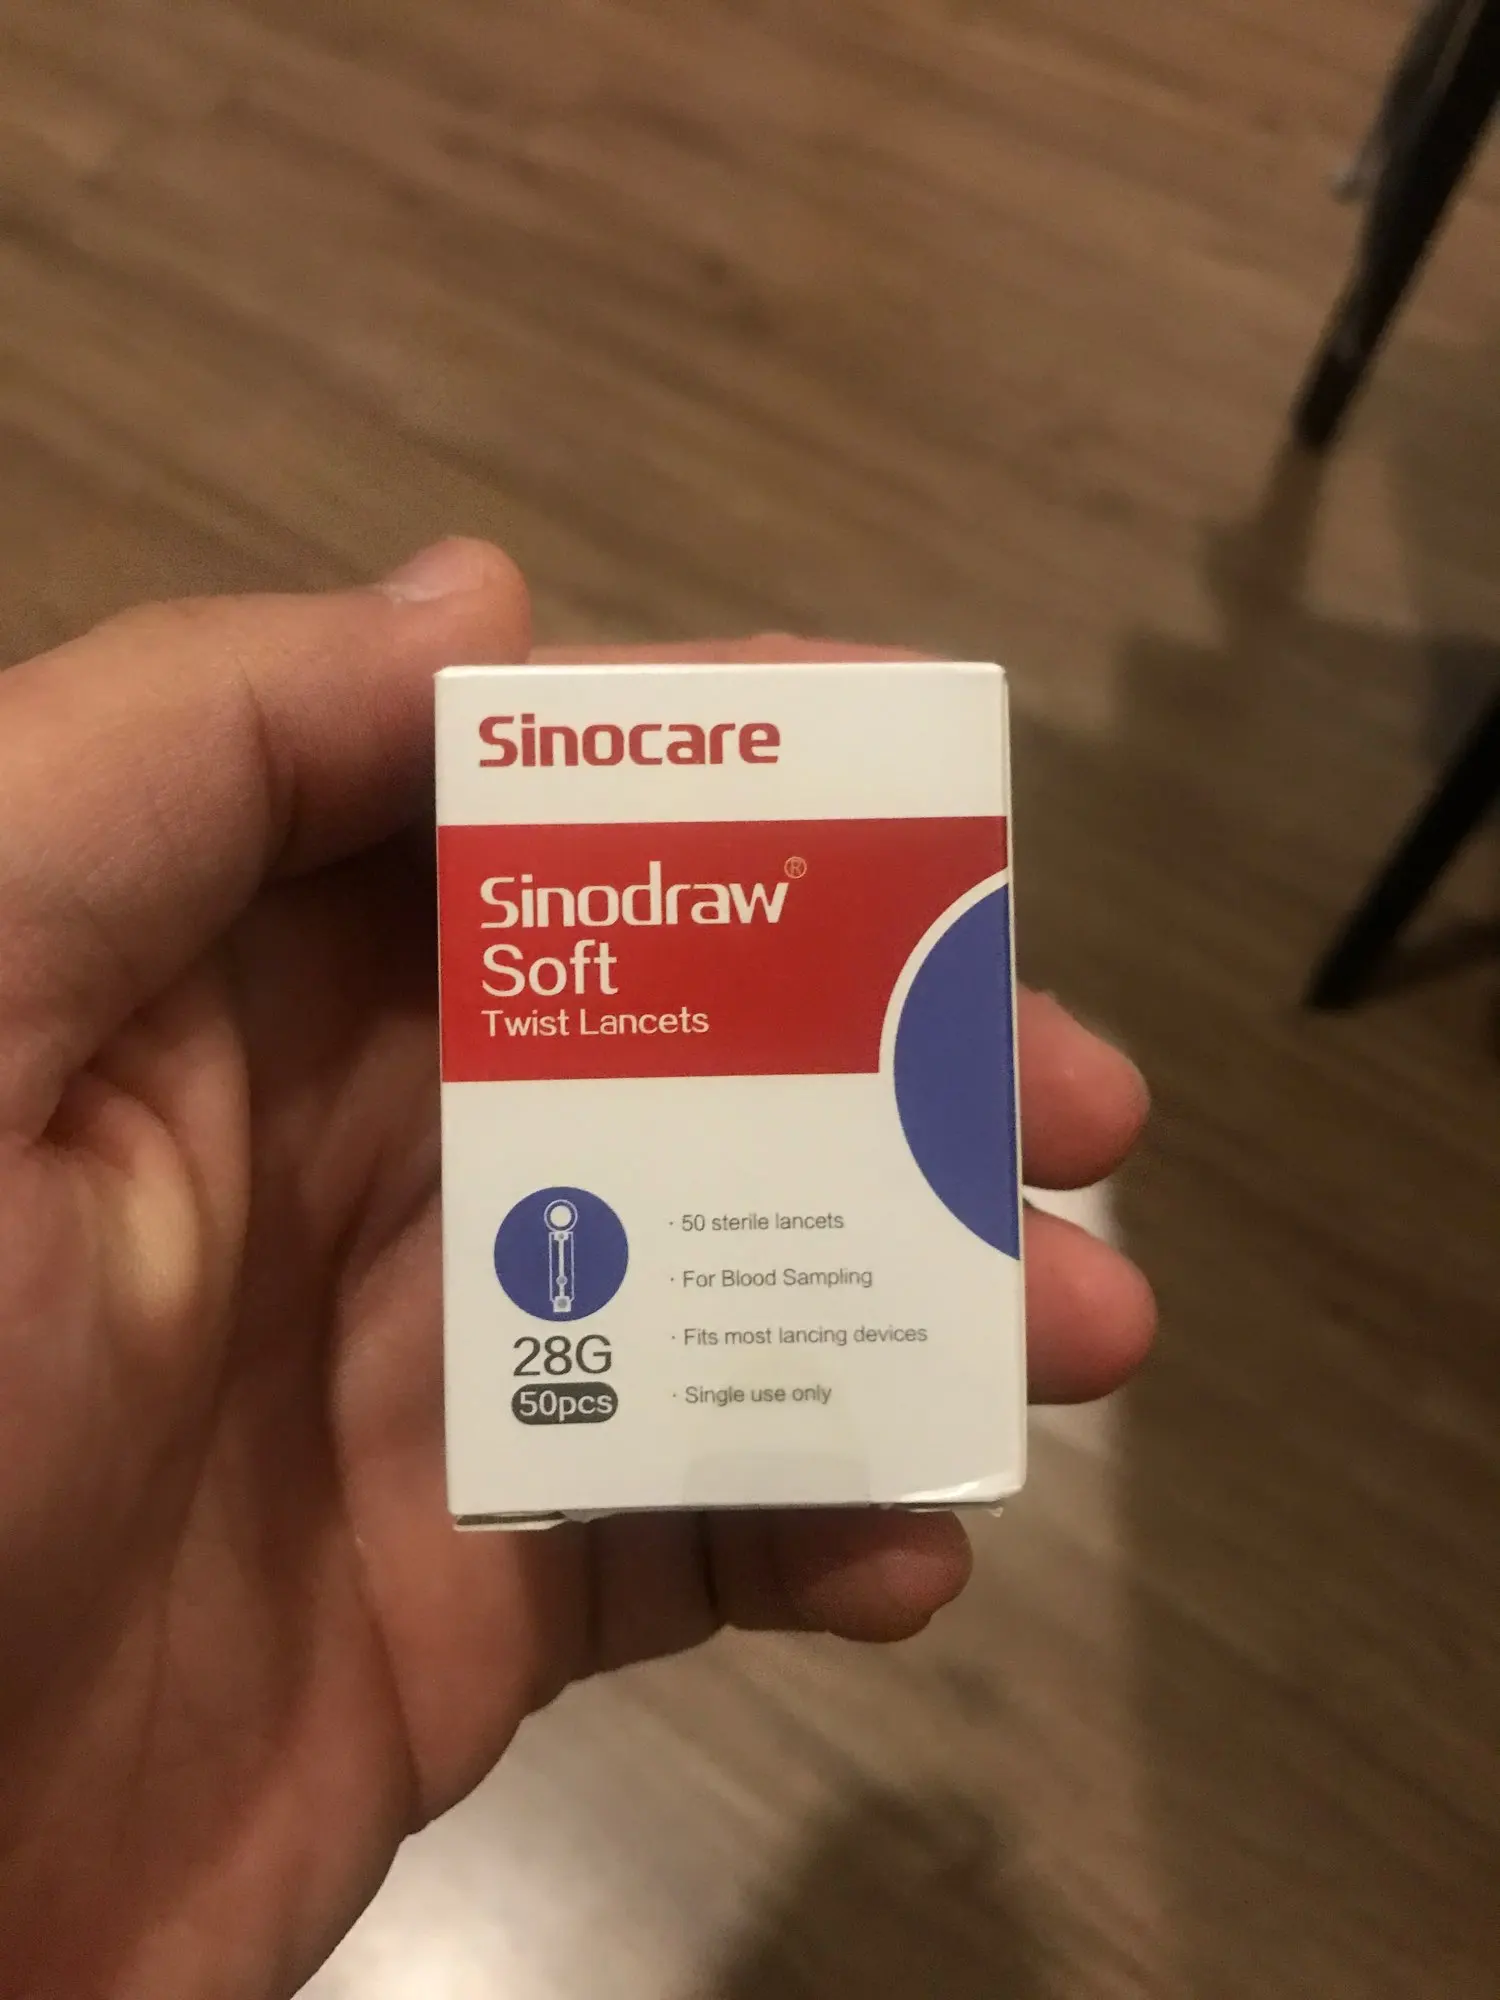 Sinocare
Sinodraw®
Soft
Twist Lancets
28G
50pcs
· 50 sterile lancets
· For Blood Sampling
· Fits most lancing devices
· Single use only